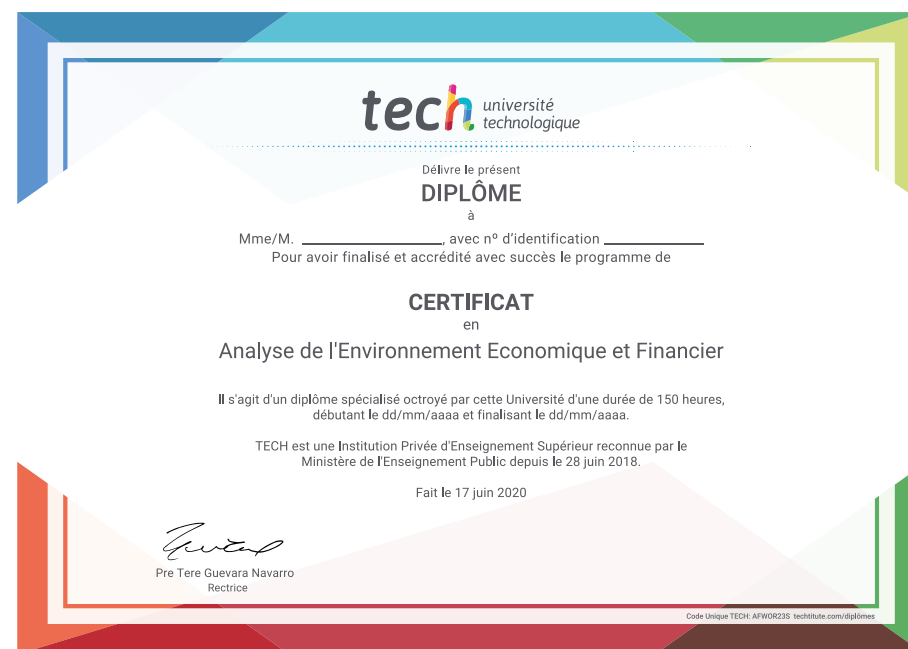 tech université
technologique
Délivre le présent
DIPLÔME
à
Mme/M. ____________________, avec nº d'identification ______________
Pour avoir finalisé et accrédité avec succès le programme de
CERTIFICAT
en
Analyse de l'Environnement Economique et Financier
Il s'agit d'un diplôme spécialisé octroyé par cette Université d'une durée de 150 heures,
débutant le dd/mm/aaaa et finalisant le dd/mm/aaaa.
TECH est une Institution Privée d'Enseignement Supérieur reconnue par le
Ministère de l'Enseignement Public depuis le 28 juin 2018.
Fait le 17 juin 2020
Pre Tere Guevara Navarro
Rectrice
Code Unique TECH: AFWOR23S techtitute.com/diplômes